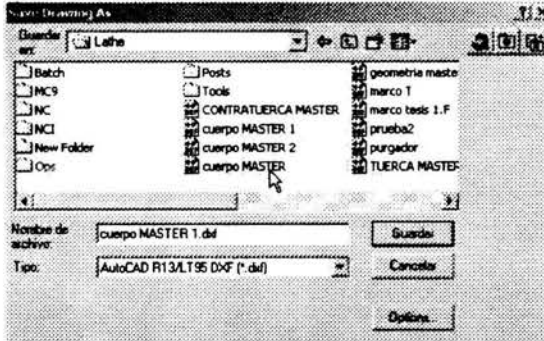 Save Drawing As
Guardar en: Lathe
Batch
MC9
NC
NCI
New Folder
Ops
Posts
Tools
CONTRATUERCA MASTER
cuerpo MASTER 1
cuerpo MASTER 2
cuerpo MASTER
geometria maste
marco T
marco tesis 1.F
prueba2
purgador
TUERCA MASTER
Nombre de archivo: cuerpo MASTER 1.dxf Guardar
Tipo: AutoCAD R13/LT95 DXF (*.dxf) Cancelar
Options...